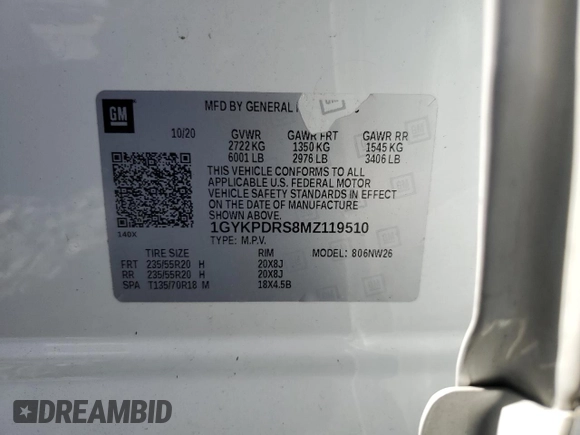 GM
MFD BY GENERAL
10/20 GVWR GAWR FRT GAWR RR
2722 KG 1350 KG 1545 KG
6001 LB 2976 LB 3406 LB
THIS VEHICLE CONFORMS TO ALL
APPLICABLE U.S. FEDERAL MOTOR
VEHICLE SAFETY STANDARDS IN EFFECT
ON THE DATE OF MANUFACTURE
SHOWN ABOVE.
1GYKPDRS8MZ119510
140X TYPE: M.P.V.
TIRE SIZE RIM MODEL: 806NW26
FRT 235/55R20 H 20X8J
RR 235/55R20 H 20X8J
SPA T135/70R18 M 18X4.5B
DREAMBID